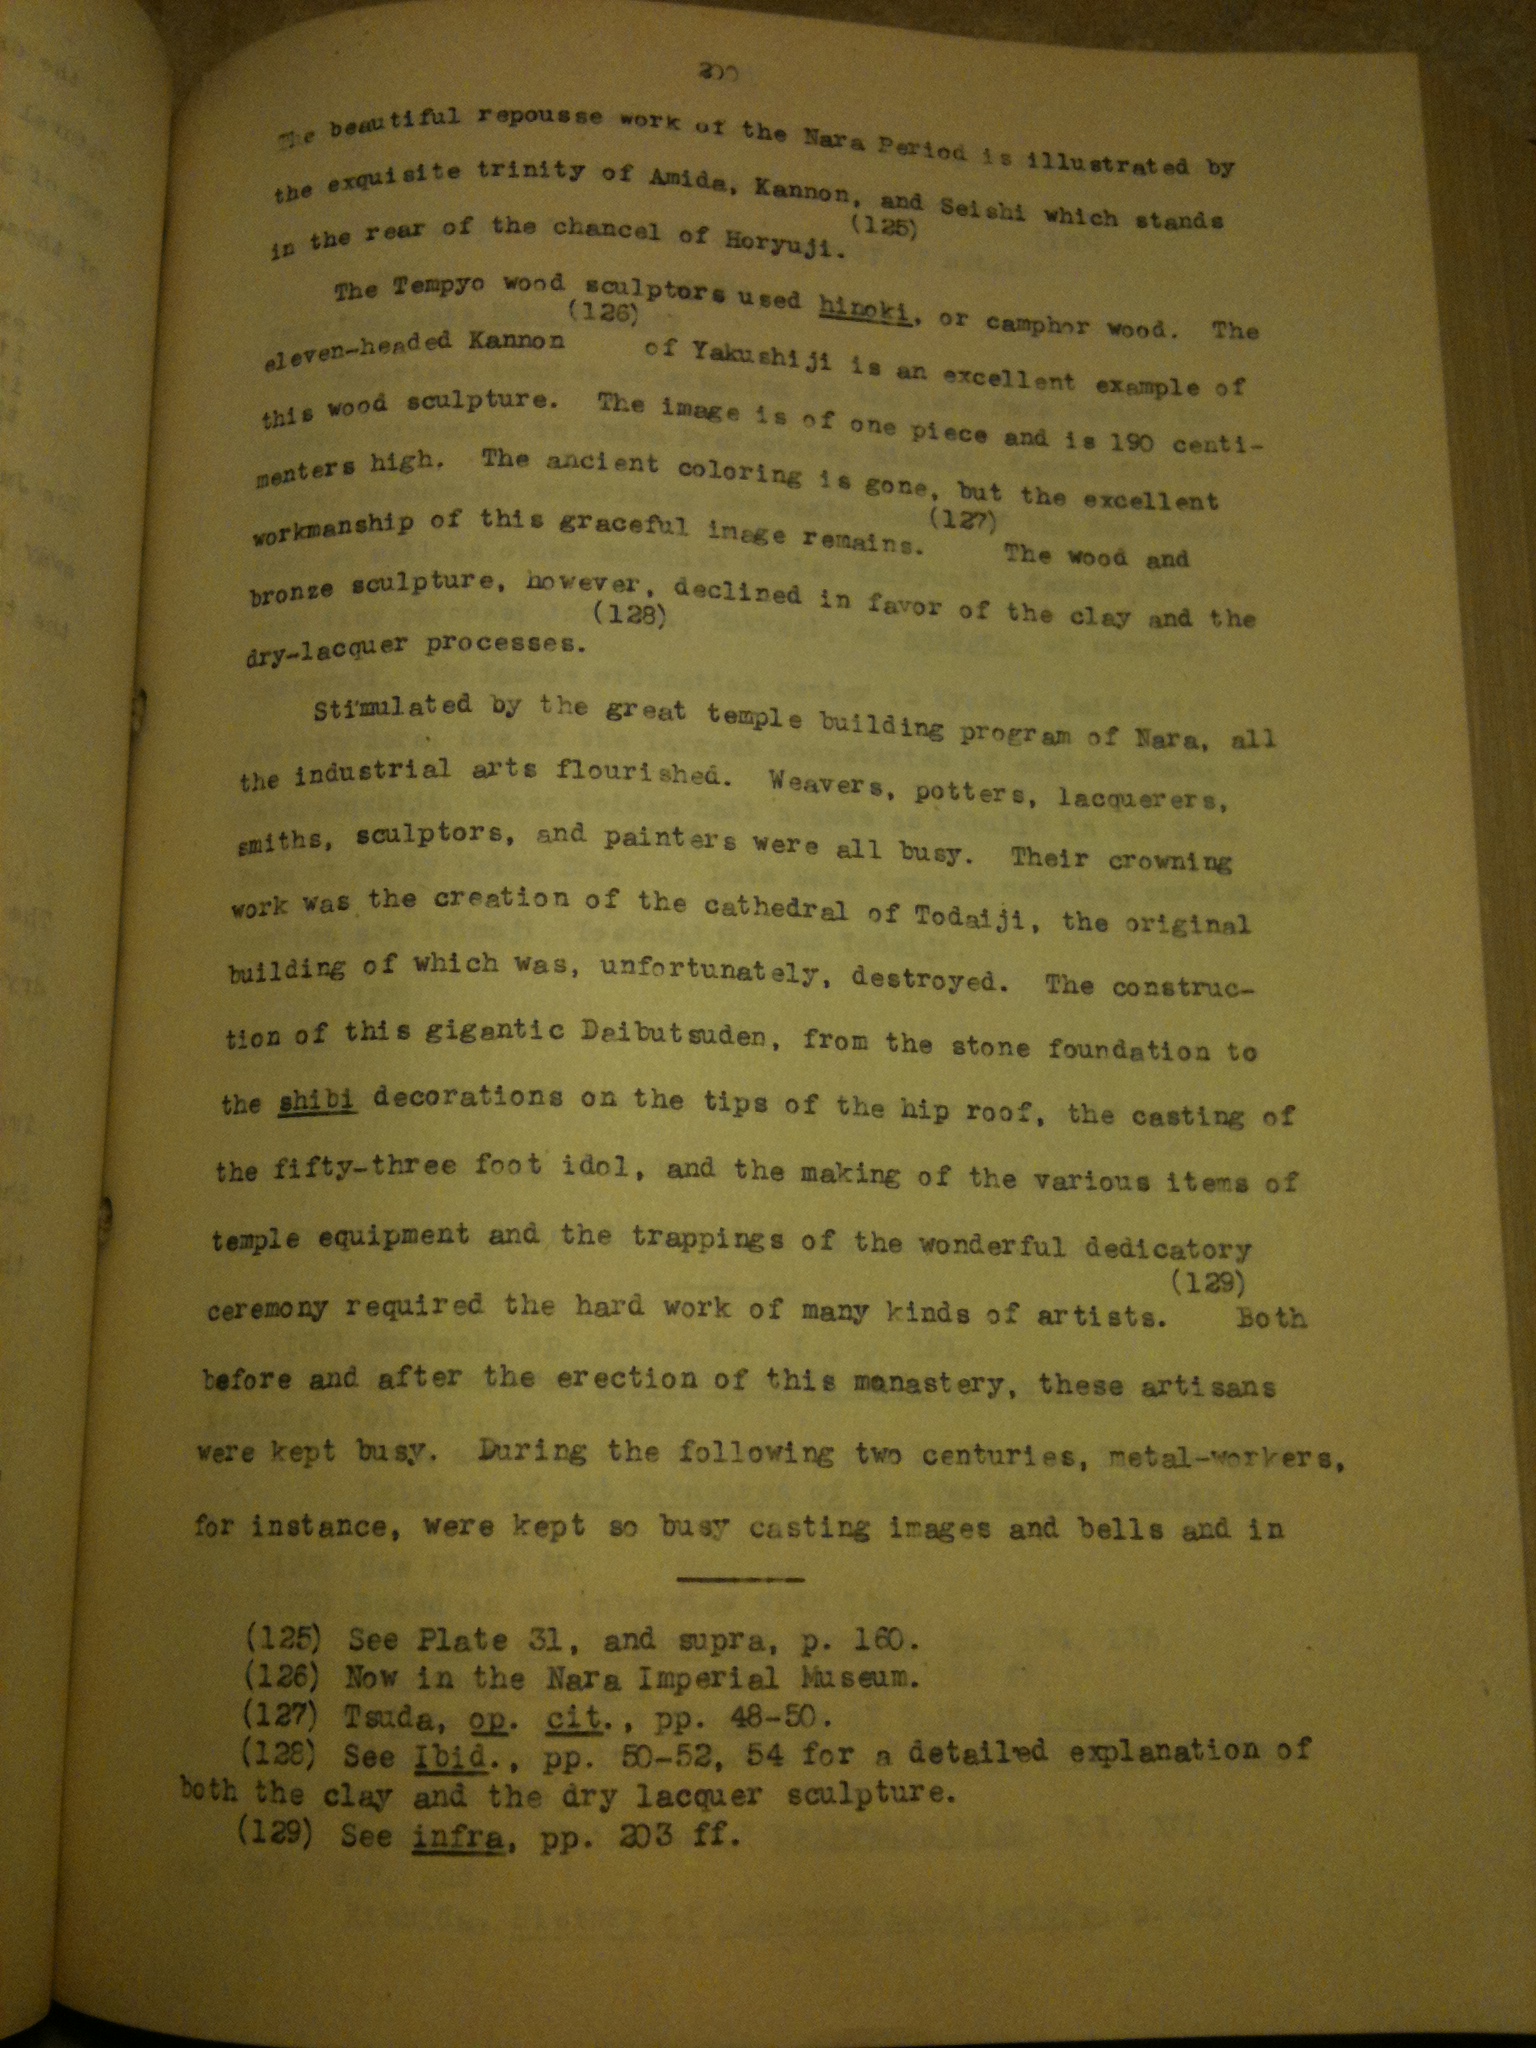 200
The beautiful repousse work of the Nara Period is illustrated by
the exquisite trinity of Amida, Kannon, and Seishi which stands
in the rear of the chancel of Horyuji. (125)
The Tempyo wood sculptors used hinoki, or camphor wood. The
eleven-headed Kannon (126) of Yakushiji is an excellent example of
this wood sculpture. The image is of one piece and is 190 centi-
menters high. The ancient coloring is gone, but the excellent
workmanship of this graceful image remains. (127) The wood and
bronze sculpture, however, declined in favor of the clay and the
dry-lacquer processes. (128)
Stimulated by the great temple building program of Nara, all
the industrial arts flourished. Weavers, potters, lacquerers,
smiths, sculptors, and painters were all busy. Their crowning
work was the creation of the cathedral of Todaiji, the original
building of which was, unfortunately, destroyed. The construc-
tion of this gigantic Daibutsuden, from the stone foundation to
the shibi decorations on the tips of the hip roof, the casting of
the fifty-three foot idol, and the making of the various items of
temple equipment and the trappings of the wonderful dedicatory
ceremony required the hard work of many kinds of artists. (129) Both
before and after the erection of this monastery, these artisans
were kept busy. During the following two centuries, metal-workers,
for instance, were kept so busy casting images and bells and in
(125) See Plate 31, and supra, p. 160.
(126) Now in the Nara Imperial Museum.
(127) Tsuda, op. cit., pp. 48-50.
(128) See Ibid., pp. 50-52, 54 for a detailed explanation of
both the clay and the dry lacquer sculpture.
(129) See infra, pp. 203 ff.